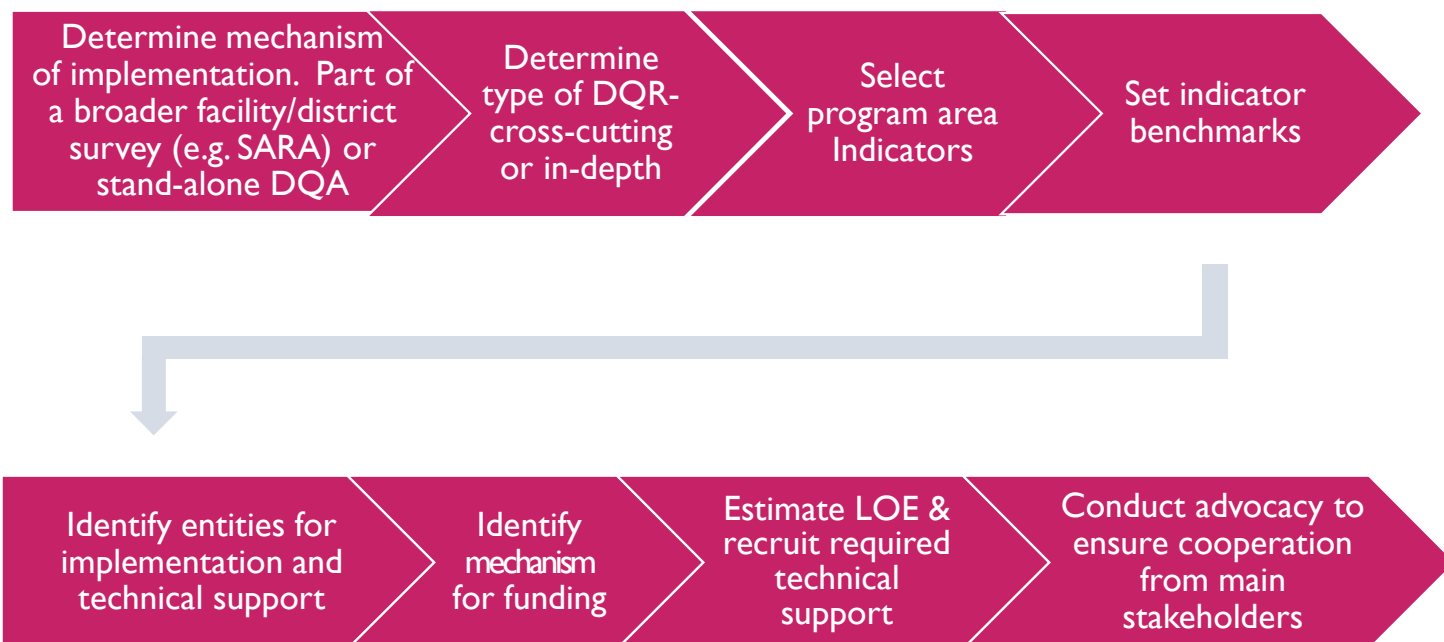 Determine mechanism
of implementation. Part of
a broader facility/district
survey (e.g. SARA) or
stand-alone DQA
Determine
type of DQR-
cross-cutting
or in-depth
Select
program area
Indicators
Set indicator
benchmarks
Identify entities for
implementation and
technical support
Identify
mechanism
for funding
Estimate LOE &
recruit required
technical
support
Conduct advocacy to
ensure cooperation
from main
stakeholders